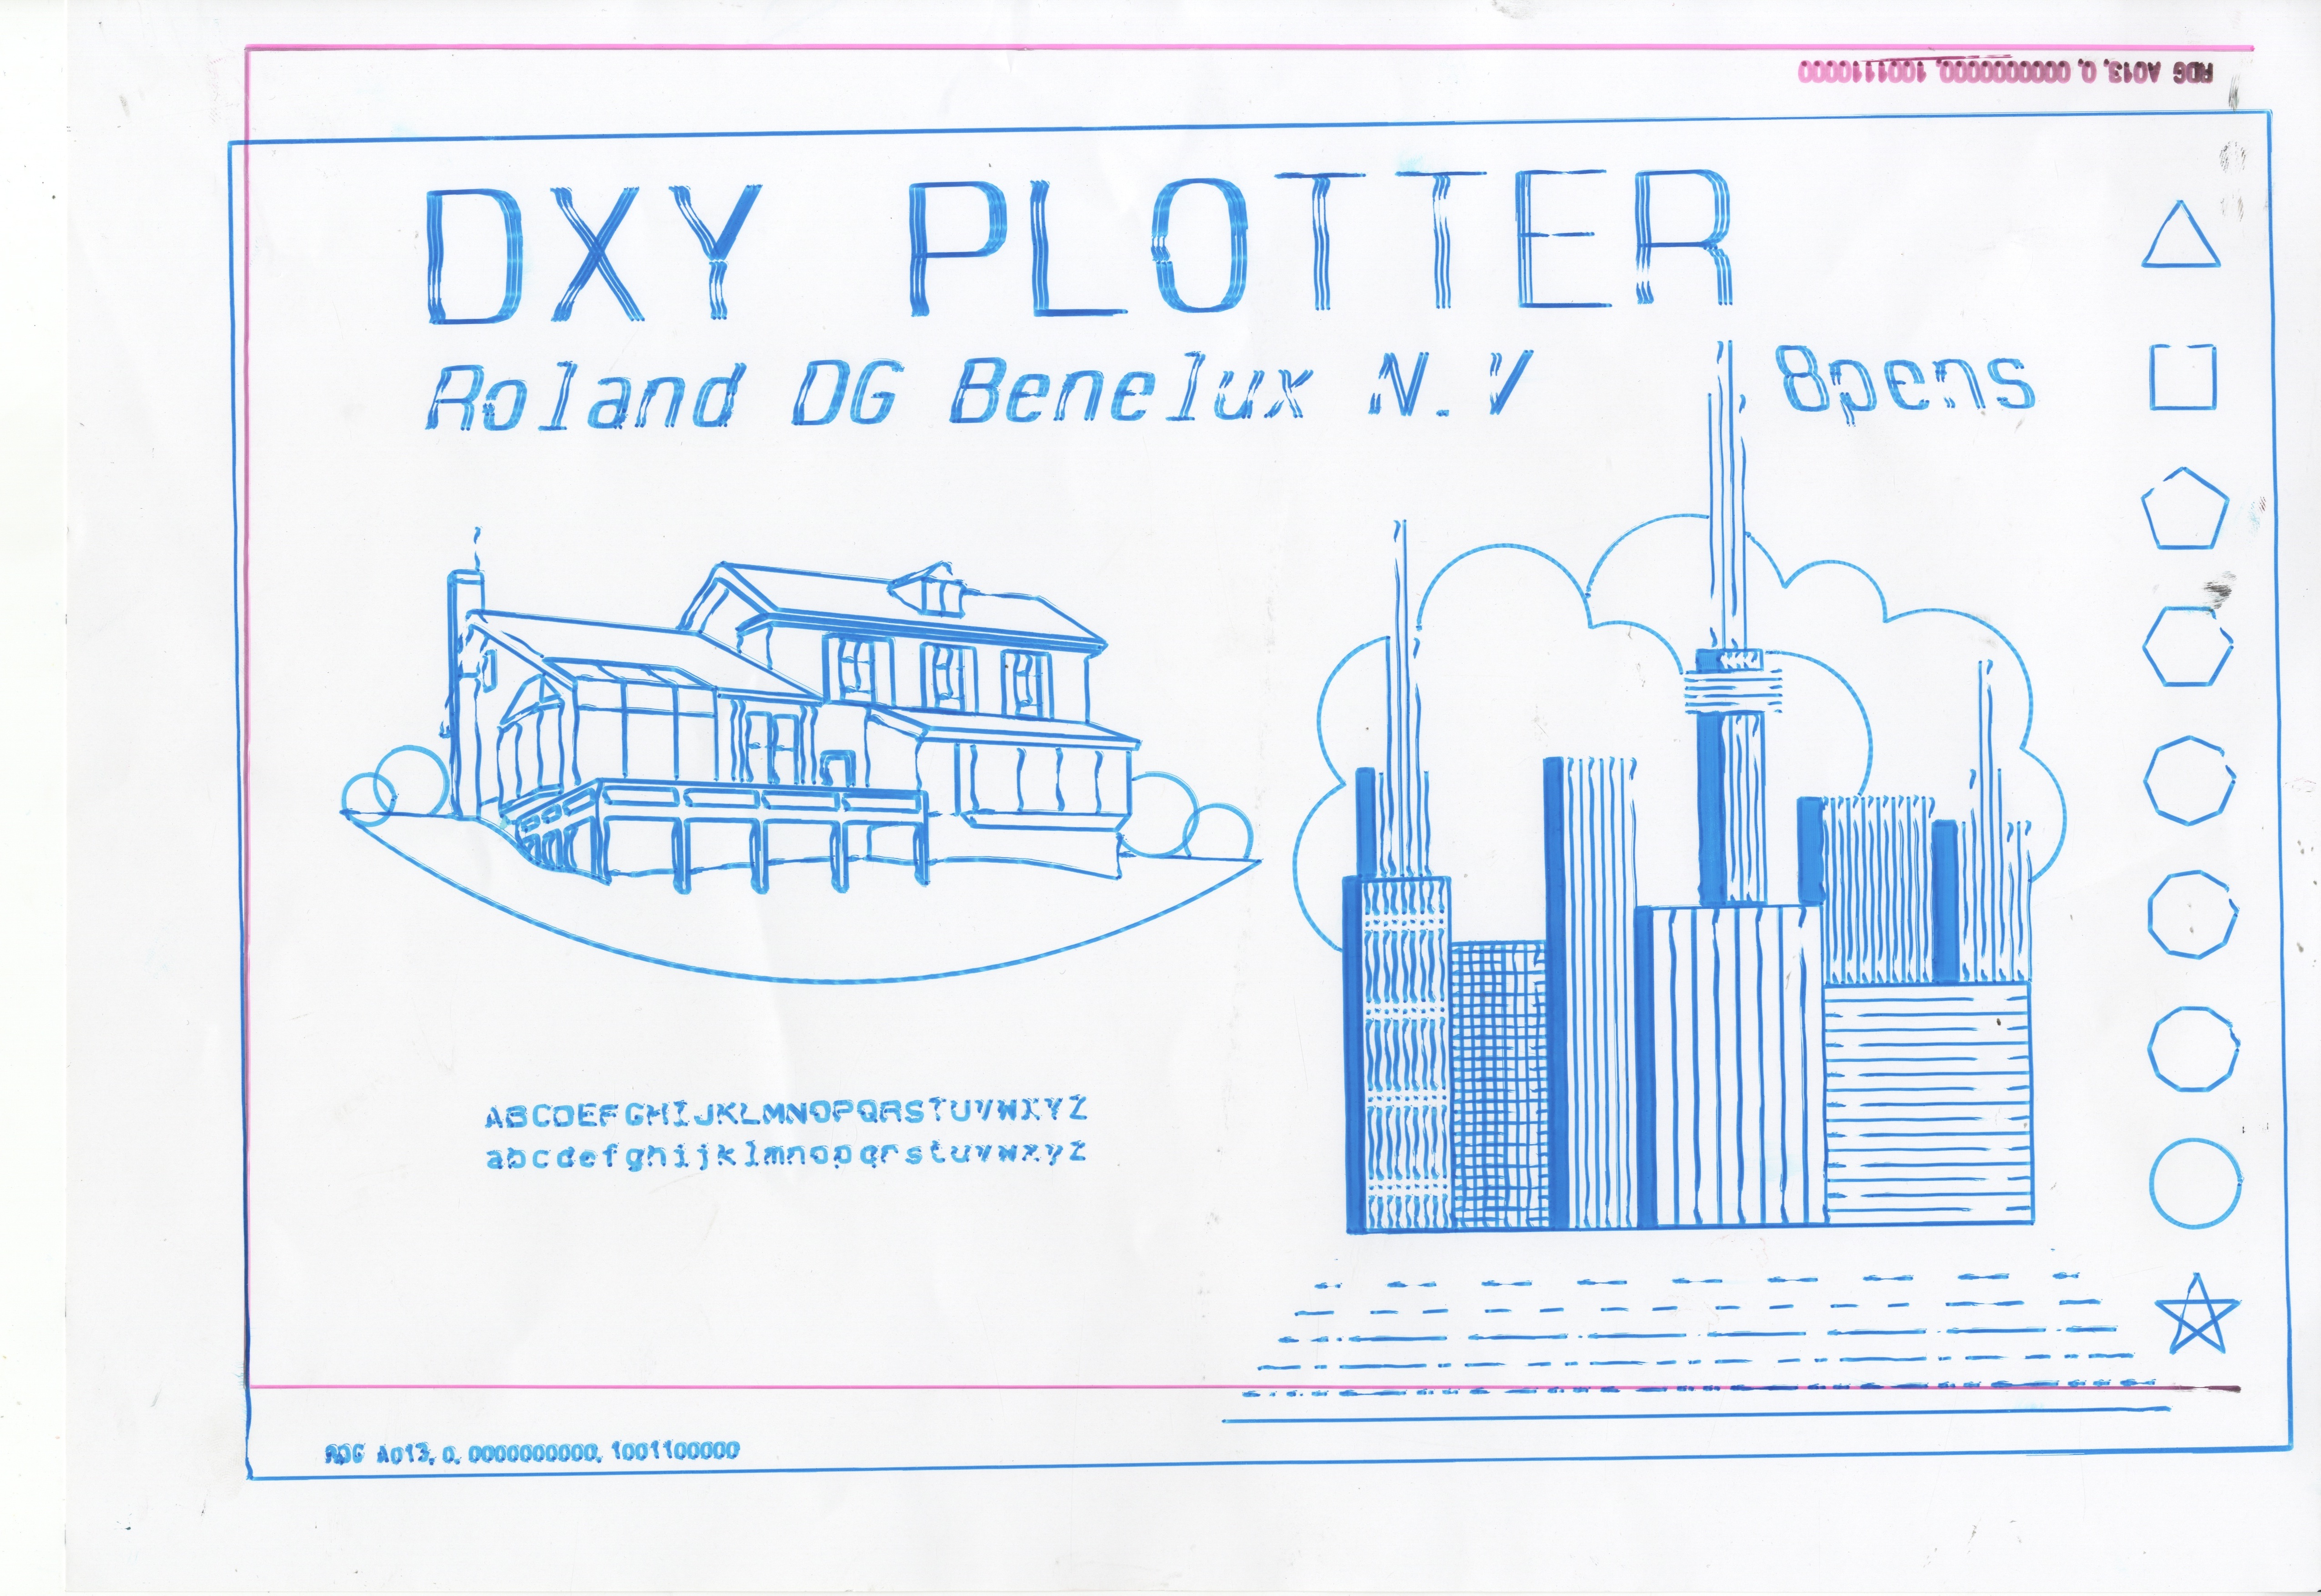 RDG A013, 0, 0000000000, 1001110000
DXY PLOTTER
Roland DG Benelux N.V 8pens
ABCDEFGHIJKLMNOPQRSTUVWXYZ
abcdefghijklmnopqrstuvwxyz
RDG A013, 0, 0000000000, 1001100000